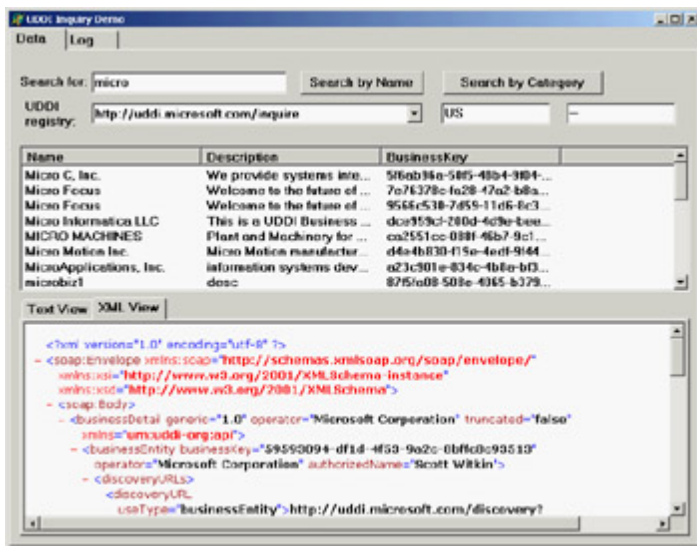 UDDI Inquiry Demo
Data Log
Search for: micro Search by Name Search by Category
UDDI registry: http://uddi.microsoft.com/inquire US --
Name Description BusinessKey
Micro C, Inc. We provide systems inte...
Micro Focus Welcome to the future of ...
Micro Focus Welcome to the future of ... 9566c530-7d59-11d6-8c3...
Micro Informatica LLC This is a UDDI Business ...
MICRO MACHINES Plant and Machinery for ...
Micro Motion Inc. Micro Motion manufactur...
MicroApplications, Inc. information systems dev...
microbiz1 desc
Text View XML View
<?xml version="1.0" encoding="utf-8" ?>
- <soap:Envelope xmlns:soap="http://schemas.xmlsoap.org/soap/envelope/"
xmlns:xsi="http://www.w3.org/2001/XMLSchema-instance"
xmlns:xsd="http://www.w3.org/2001/XMLSchema">
- <soap:Body>
- <businessDetail generic="1.0" operator="Microsoft Corporation" truncated="false"
xmlns="urn:uddi-org:api">
- <businessEntity businessKey="59593094-df1d-4f53-9a2c-0bffc0c93513"
operator="Microsoft Corporation" authorizedName="Scott Witkin">
- <discoveryURLs>
<discoveryURL
useType="businessEntity">http://uddi.microsoft.com/discovery?